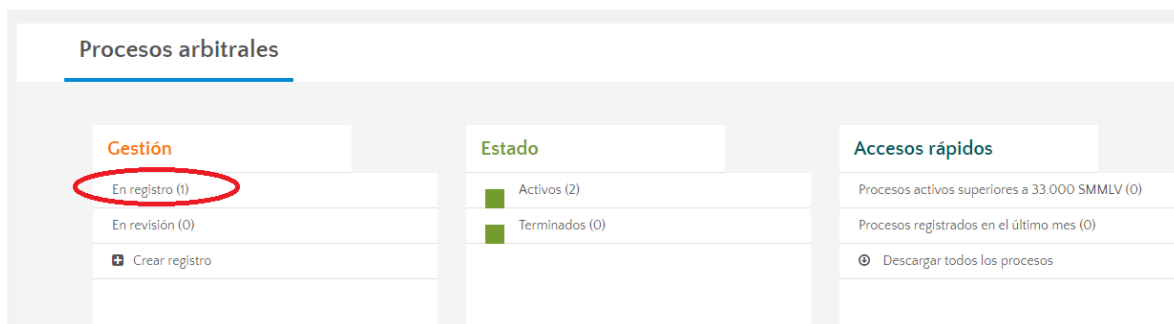 Procesos arbitrales
Gestión
En registro (1)
En revisión (0)
Crear registro
Estado
Activos (2)
Terminados (0)
Accesos rápidos
Procesos activos superiores a 33.000 SMMLV (0)
Procesos registrados en el último mes (0)
Descargar todos los procesos